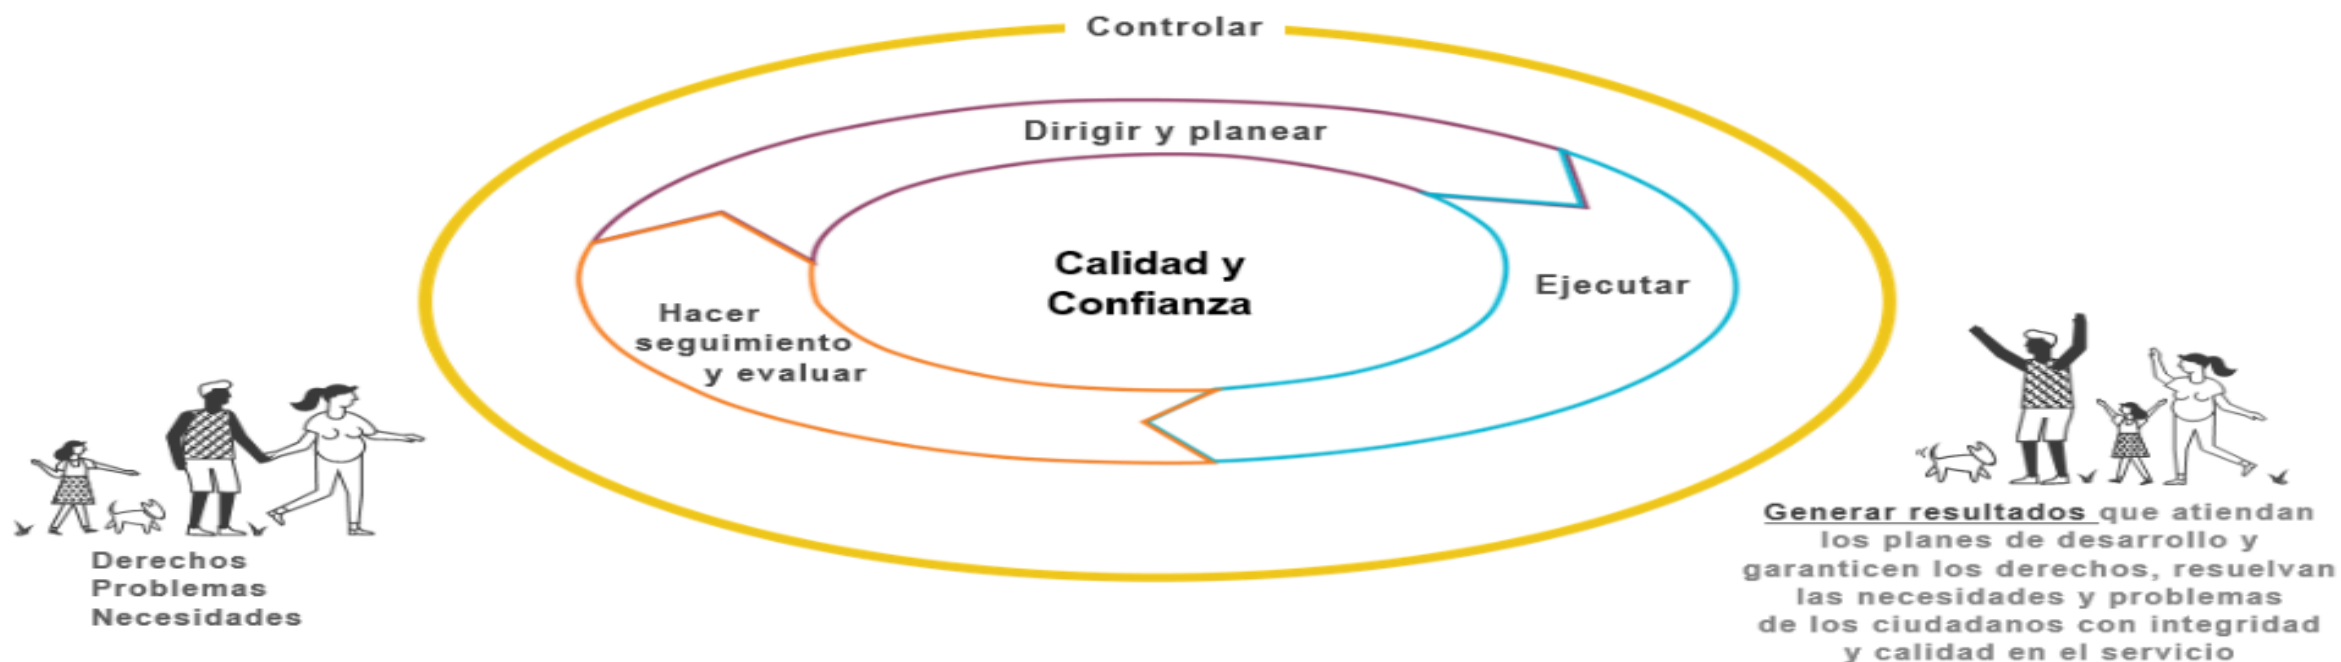 Controlar
Dirigir y planear
Calidad y
Confianza
Ejecutar
Hacer
seguimiento
y evaluar
Derechos
Problemas
Necesidades
Generar resultados que atiendan
los planes de desarrollo y
garanticen los derechos, resuelvan
las necesidades y problemas
de los ciudadanos con integridad
y calidad en el servicio